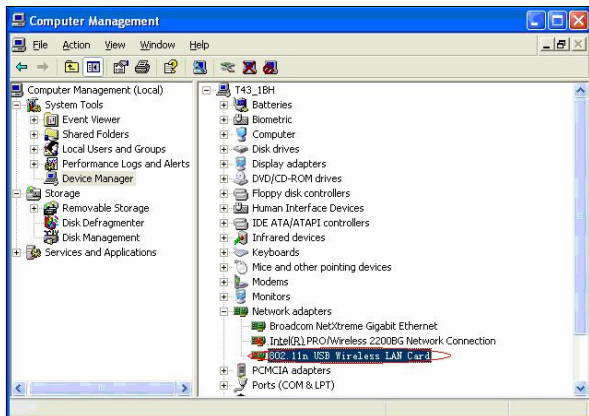 Computer Management
File Action View Window Help
Computer Management (Local)
System Tools
Event Viewer
Shared Folders
Local Users and Groups
Performance Logs and Alerts
Device Manager
Storage
Removable Storage
Disk Defragmenter
Disk Management
Services and Applications
T43_1BH
Batteries
Biometric
Computer
Disk drives
Display adapters
DVD/CD-ROM drives
Floppy disk controllers
Human Interface Devices
IDE ATA/ATAPI controllers
Infrared devices
Keyboards
Mice and other pointing devices
Modems
Monitors
Network adapters
Broadcom NetXtreme Gigabit Ethernet
Intel(R) PRO/Wireless 2200BG Network Connection
802.11n USB Wireless LAN Card
PCMCIA adapters
Ports (COM & LPT)